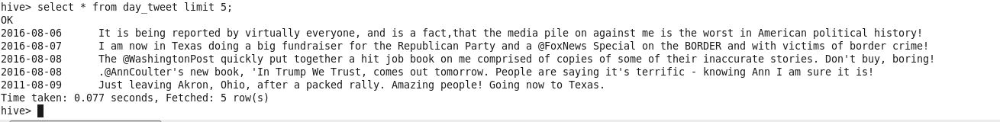 hive> select * from day_tweet limit 5;
OK
2016-08-06      It is being reported by virtually everyone, and is a fact,that the media pile on against me is the worst in American political history!
2016-08-07      I am now in Texas doing a big fundraiser for the Republican Party and a @FoxNews Special on the BORDER and with victims of border crime!
2016-08-08      The @WashingtonPost quickly put together a hit job book on me comprised of copies of some of their inaccurate stories. Don't buy, boring!
2016-08-08      .@AnnCoulter's new book, 'In Trump We Trust, comes out tomorrow. People are saying it's terrific - knowing Ann I am sure it is!
2011-08-09      Just leaving Akron, Ohio, after a packed rally. Amazing people! Going now to Texas.
Time taken: 0.077 seconds, Fetched: 5 row(s)
hive>